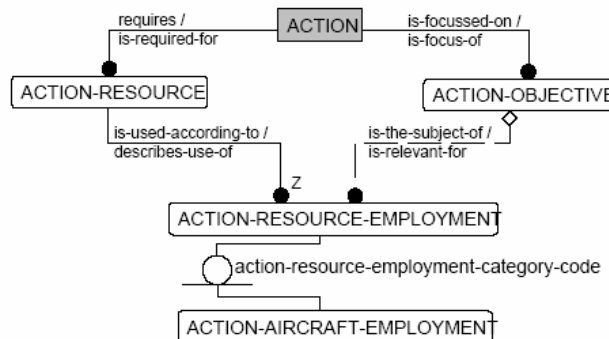 requires /
is-required-for
ACTION
is-focussed-on /
is-focus-of
ACTION-RESOURCE
ACTION-OBJECTIVE
is-used-according-to /
describes-use-of
is-the-subject-of /
is-relevant-for
Z
ACTION-RESOURCE-EMPLOYMENT
action-resource-employment-category-code
ACTION-AIRCRAFT-EMPLOYMENT